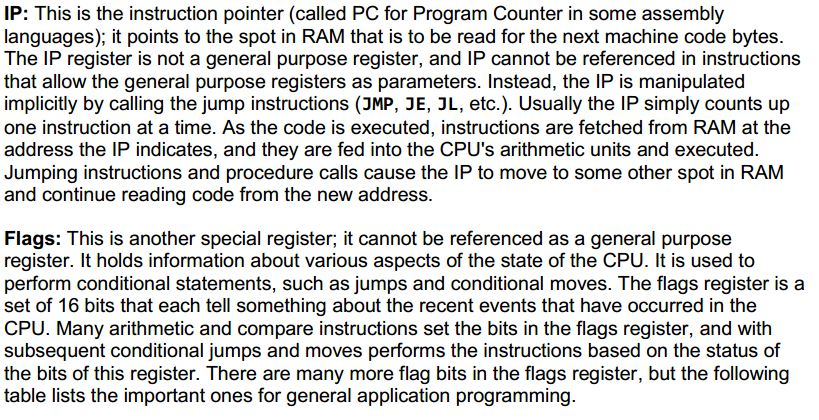 IP: This is the instruction pointer (called PC for Program Counter in some assembly
languages); it points to the spot in RAM that is to be read for the next machine code bytes.
The IP register is not a general purpose register, and IP cannot be referenced in instructions
that allow the general purpose registers as parameters. Instead, the IP is manipulated
implicitly by calling the jump instructions (JMP, JE, JL, etc.). Usually the IP simply counts up
one instruction at a time. As the code is executed, instructions are fetched from RAM at the
address the IP indicates, and they are fed into the CPU's arithmetic units and executed.
Jumping instructions and procedure calls cause the IP to move to some other spot in RAM
and continue reading code from the new address.
Flags: This is another special register; it cannot be referenced as a general purpose
register. It holds information about various aspects of the state of the CPU. It is used to
perform conditional statements, such as jumps and conditional moves. The flags register is a
set of 16 bits that each tell something about the recent events that have occurred in the
CPU. Many arithmetic and compare instructions set the bits in the flags register, and with
subsequent conditional jumps and moves performs the instructions based on the status of
the bits of this register. There are many more flag bits in the flags register, but the following
table lists the important ones for general application programming.